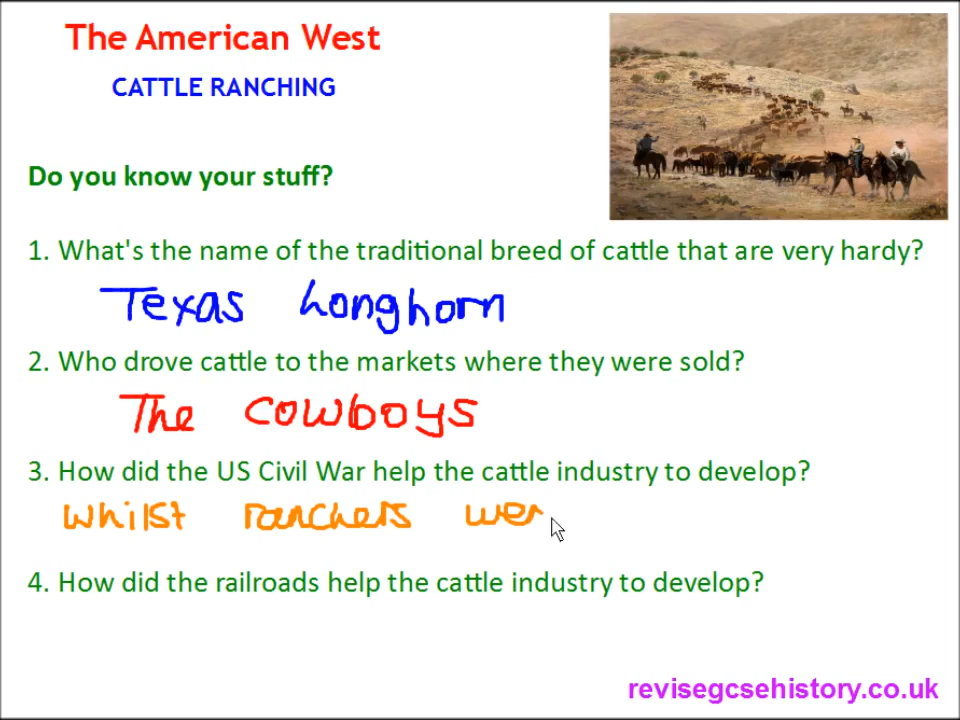 The American West
CATTLE RANCHING
Do you know your stuff?
1. What's the name of the traditional breed of cattle that are very hardy?
Texas Longhorn
2. Who drove cattle to the markets where they were sold?
The cowboys
3. How did the US Civil War help the cattle industry to develop?
whilst ranchers wer
4. How did the railroads help the cattle industry to develop?
revisegcsehistory.co.uk